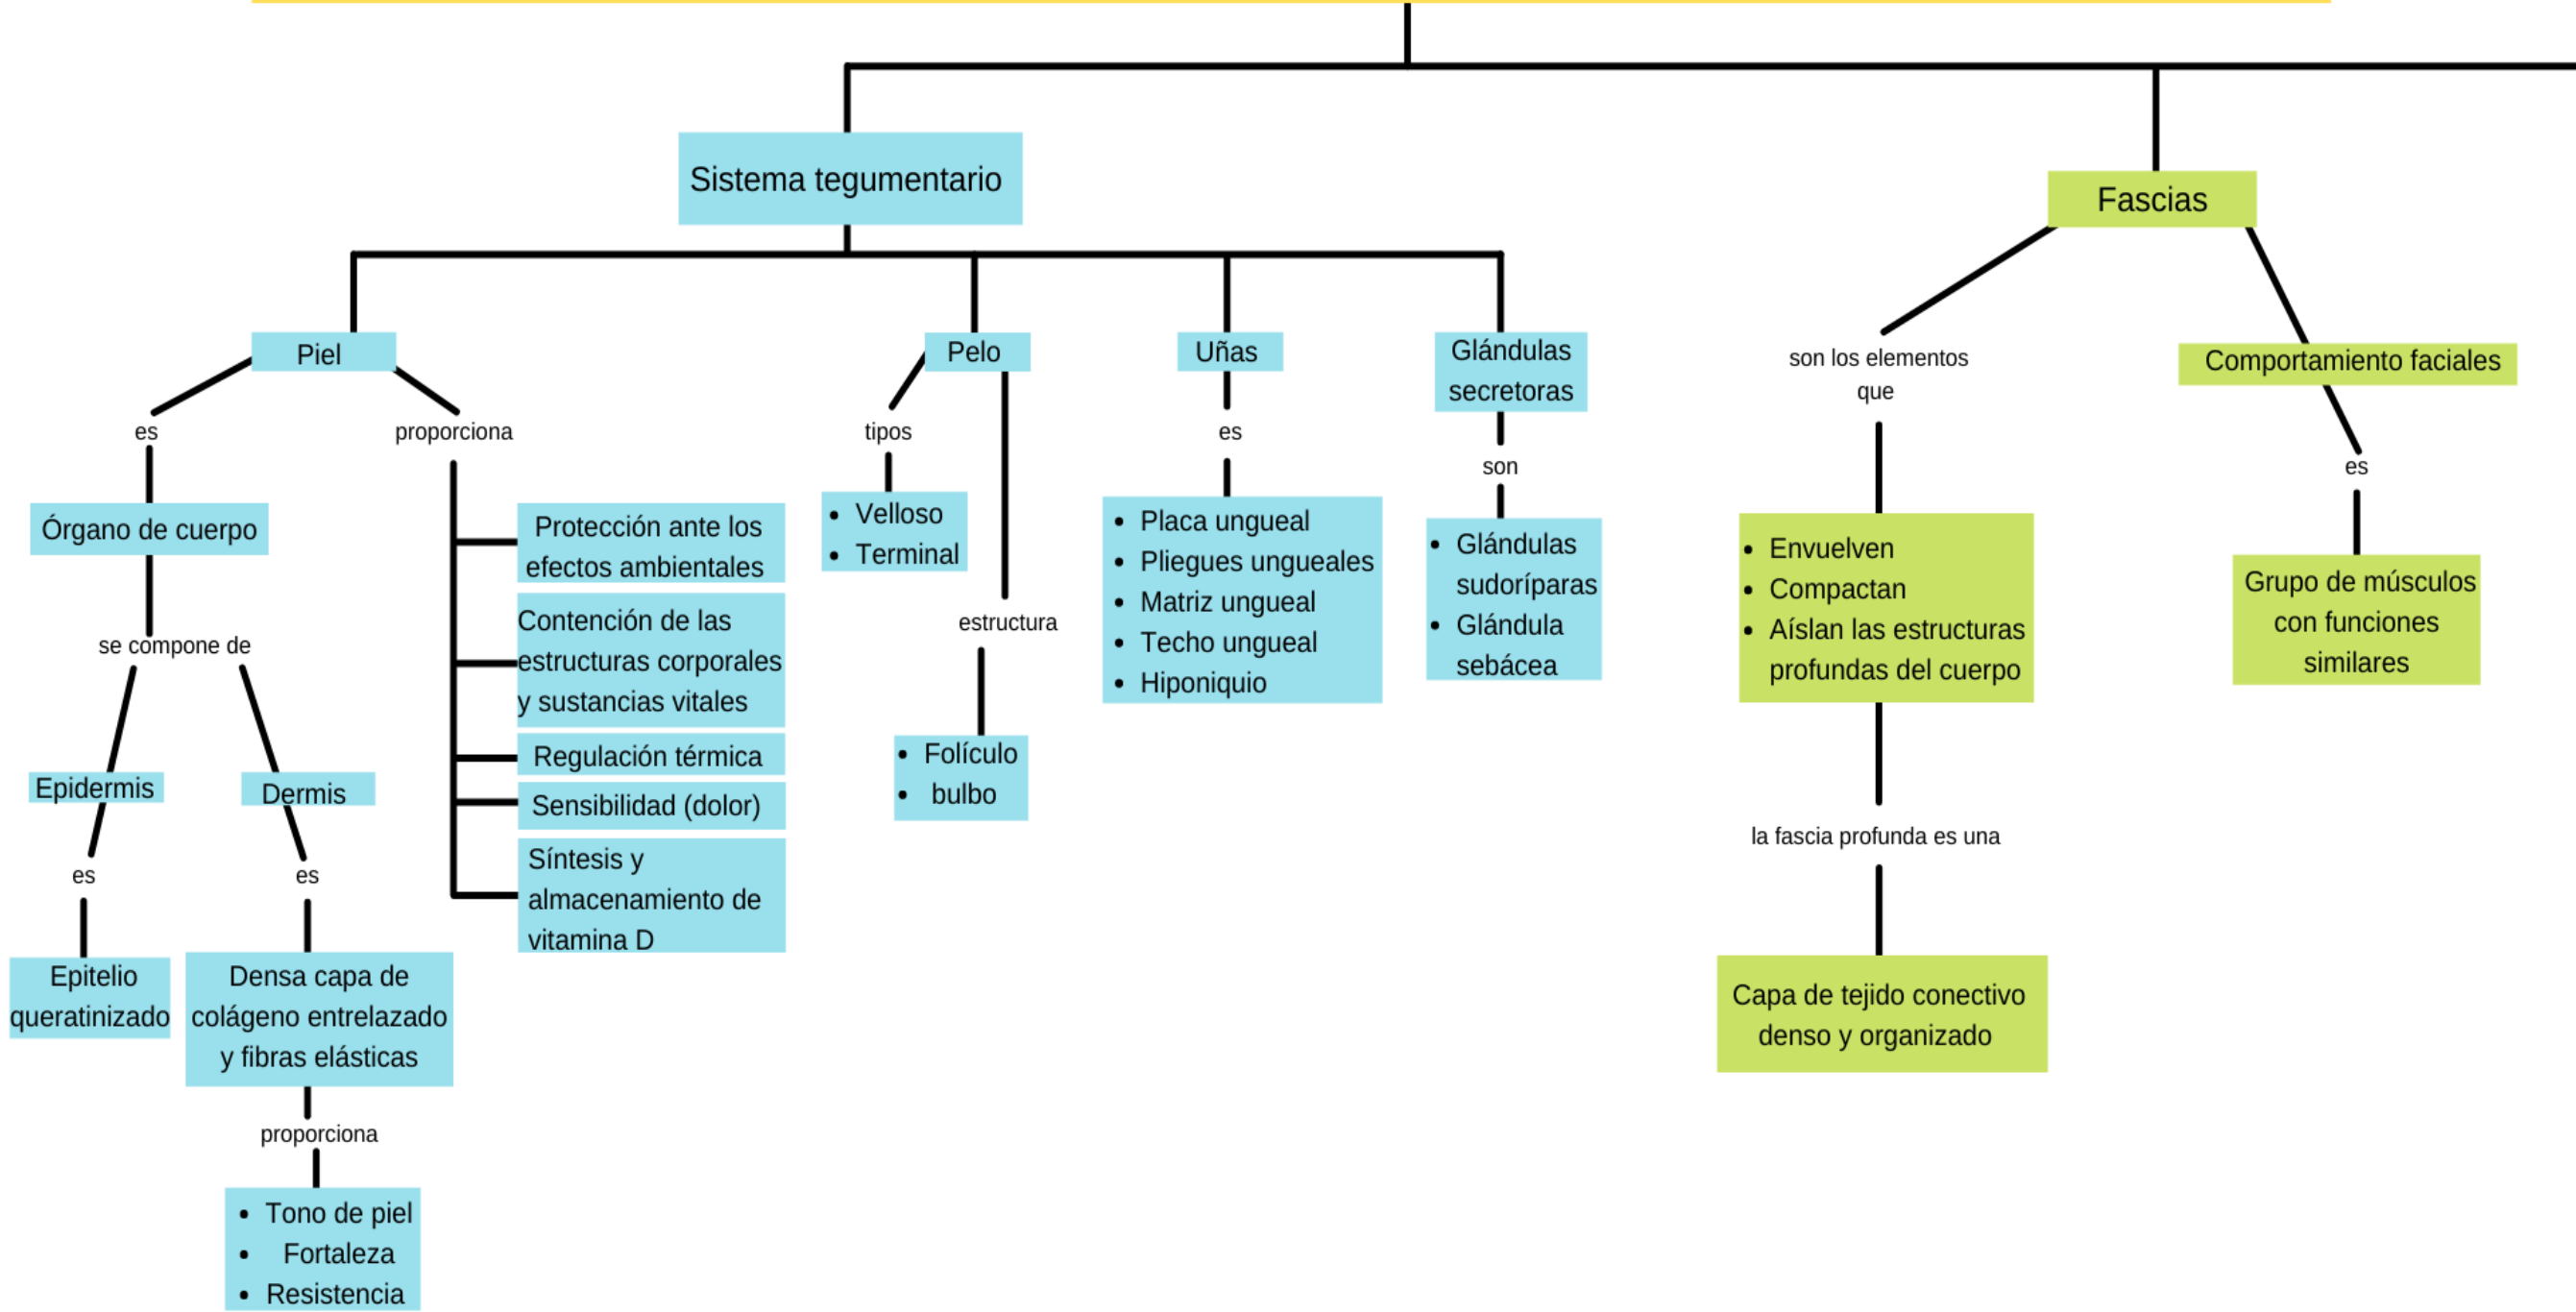 Sistema tegumentario
Fascias
Piel
Pelo
Uñas
Glándulas
secretoras
son los elementos
que
Comportamiento faciales
es
proporciona
tipos
es
son
es
Órgano de cuerpo
Protección ante los
efectos ambientales
Contención de las
estructuras corporales
y sustancias vitales
Regulación térmica
Sensibilidad (dolor)
Síntesis y
almacenamiento de
vitamina D
• Velloso
• Terminal
estructura
• Folículo
• bulbo
• Placa ungueal
• Pliegues ungueales
• Matriz ungueal
• Techo ungueal
• Hiponiquio
• Glándulas
sudoríparas
• Glándula
sebácea
• Envuelven
• Compactan
• Aíslan las estructuras
profundas del cuerpo
Grupo de músculos
con funciones
similares
se compone de
Epidermis
Dermis
la fascia profunda es una
es
es
Epitelio
queratinizado
Densa capa de
colágeno entrelazado
y fibras elásticas
Capa de tejido conectivo
denso y organizado
proporciona
• Tono de piel
• Fortaleza
• Resistencia